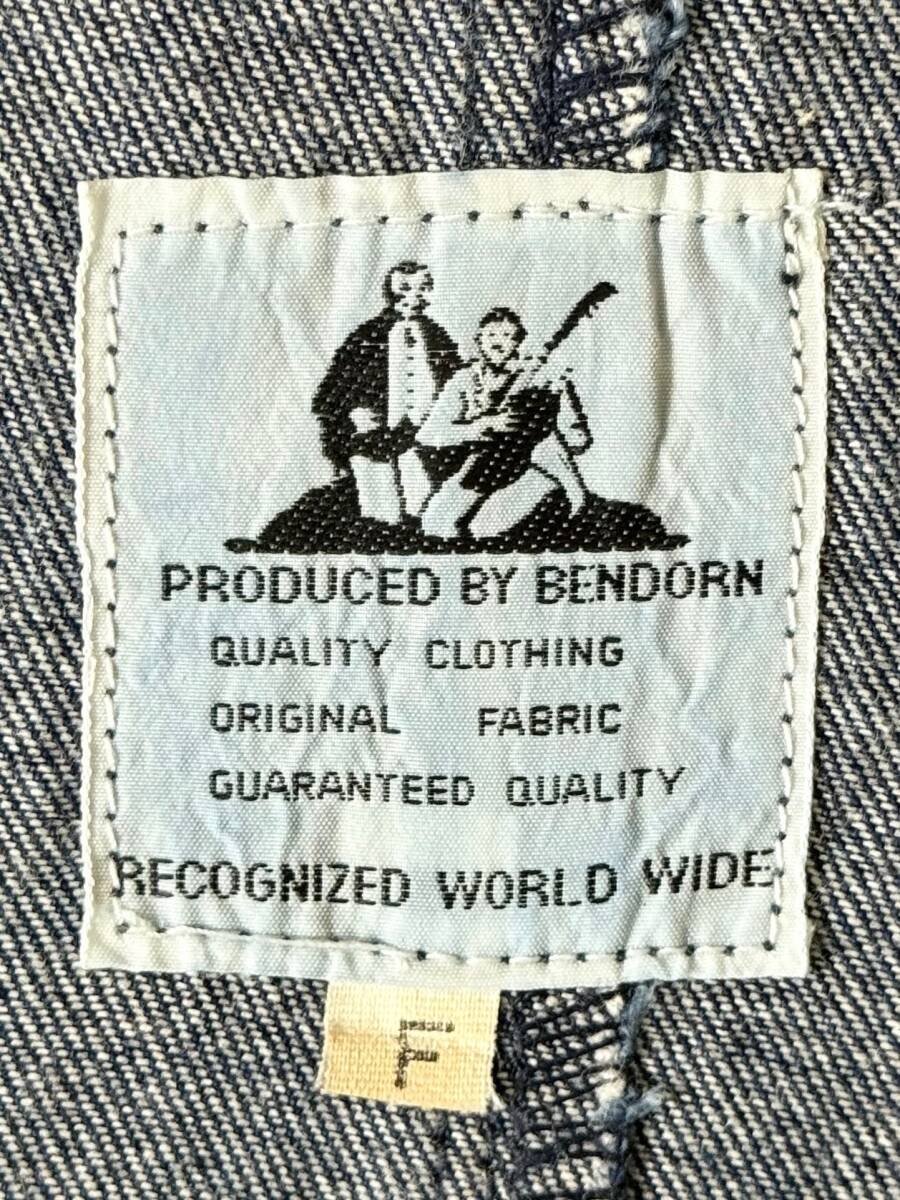 PRODUCED BY BENDORN
QUALITY CLOTHING
ORIGINAL FABRIC
GUARANTEED QUALITY
RECOGNIZED WORLD WIDE
F